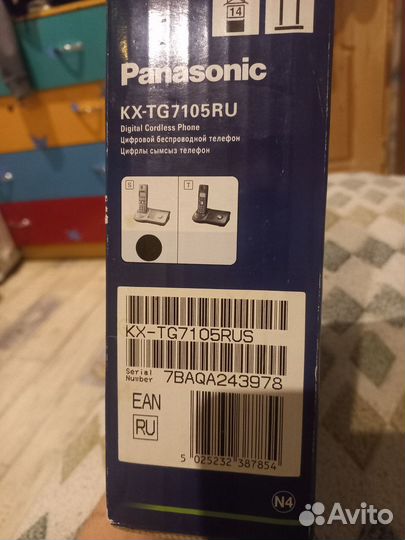 14
Panasonic
KX-TG7105RU
Digital Cordless Phone
Цифровой беспроводной телефон
Цифрлы сымсыз телефон
S T
KX-TG7105RUS
Serial
Number 7BAQA243978
EAN
RU
5 025232 387854
N4
Avito